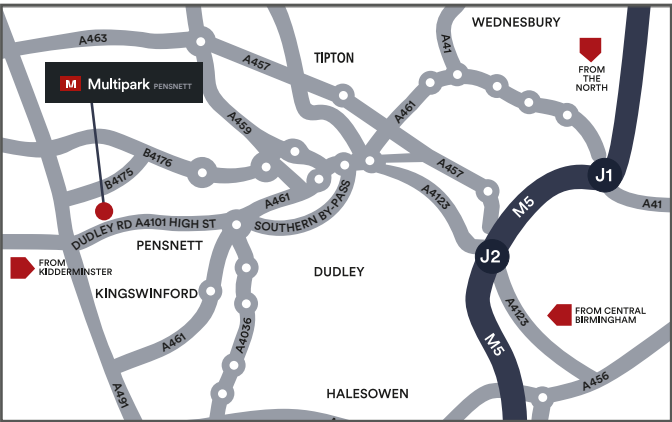 WEDNESBURY
A463
A41
TIPTON
A457
FROM
THE
NORTH
M Multipark PENSNETT
A461
A459
B4176
A457
J1
B4175
A461
A4123
A41
M5
DUDLEY RD A4101 HIGH ST
SOUTHERN BY-PASS
PENSNETT
J2
FROM
KIDDERMINSTER
DUDLEY
KINGSWINFORD
A4123
FROM CENTRAL
BIRMINGHAM
A4036
A461
M5
A491
A456
HALESOWEN